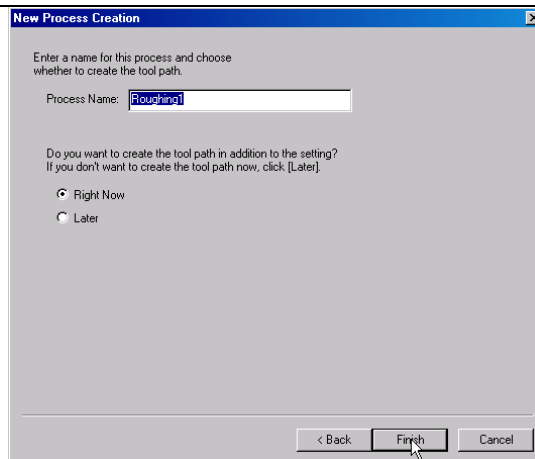 New Process Creation
Enter a name for this process and choose
whether to create the tool path.
Process Name: Roughing1
Do you want to create the tool path in addition to the setting?
If you don't want to create the tool path now, click [Later].
Right Now
Later
< Back Finish Cancel